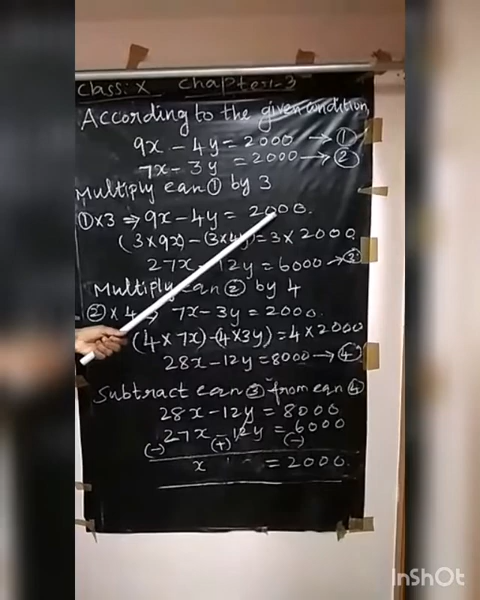 Class: X Chapter-3
According to the given condition,
9x - 4y = 2000 → ①
7x - 3y = 2000 → ②
Multiply eqn ① by 3
①×3 ⇒ 9x - 4y = 2000.
(3×9x) - (3×4y) = 3×2000
27x - 12y = 6000 → ③
Multiply eqn ② by 4
②×4 ⇒ 7x - 3y = 2000.
(4×7x) - (4×3y) = 4×2000
28x - 12y = 8000 → ④
Subtract eqn ③ from eqn ④
28x - 12y = 8000
27x - 12y = 6000
(-) (+) (-)
x = 2000.
InShOt